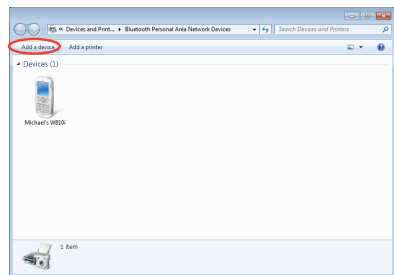 « Devices and Print... ▸ Bluetooth Personal Area Network Devices
Search Devices and Printers
Add a device
Add a printer
Devices (1)
Michael's W810i
1 item